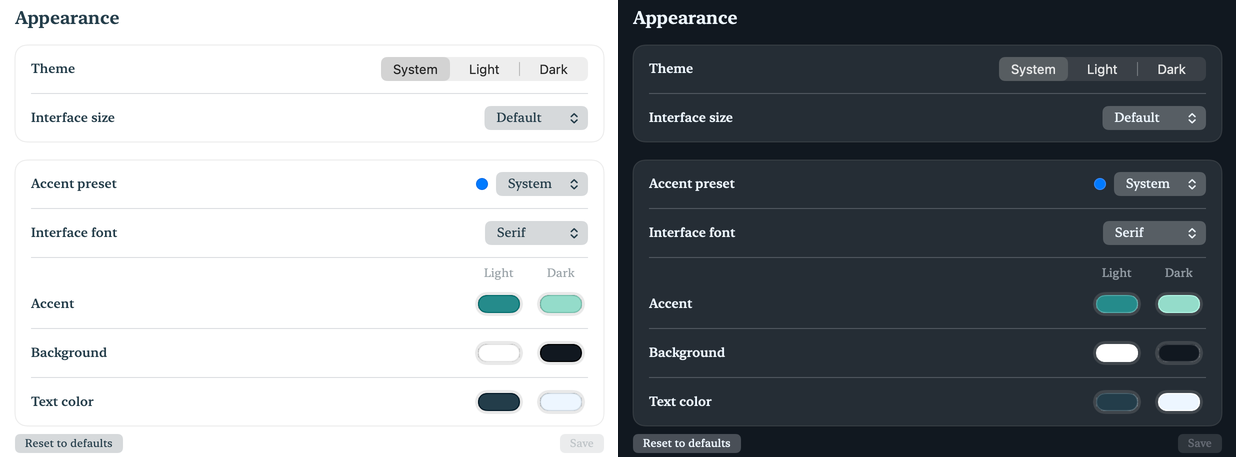 Appearance
Theme System Light Dark
Interface size Default
Accent preset System
Interface font Serif
Light Dark
Accent
Background
Text color
Reset to defaults Save
Appearance
Theme System Light Dark
Interface size Default
Accent preset System
Interface font Serif
Light Dark
Accent
Background
Text color
Reset to defaults Save